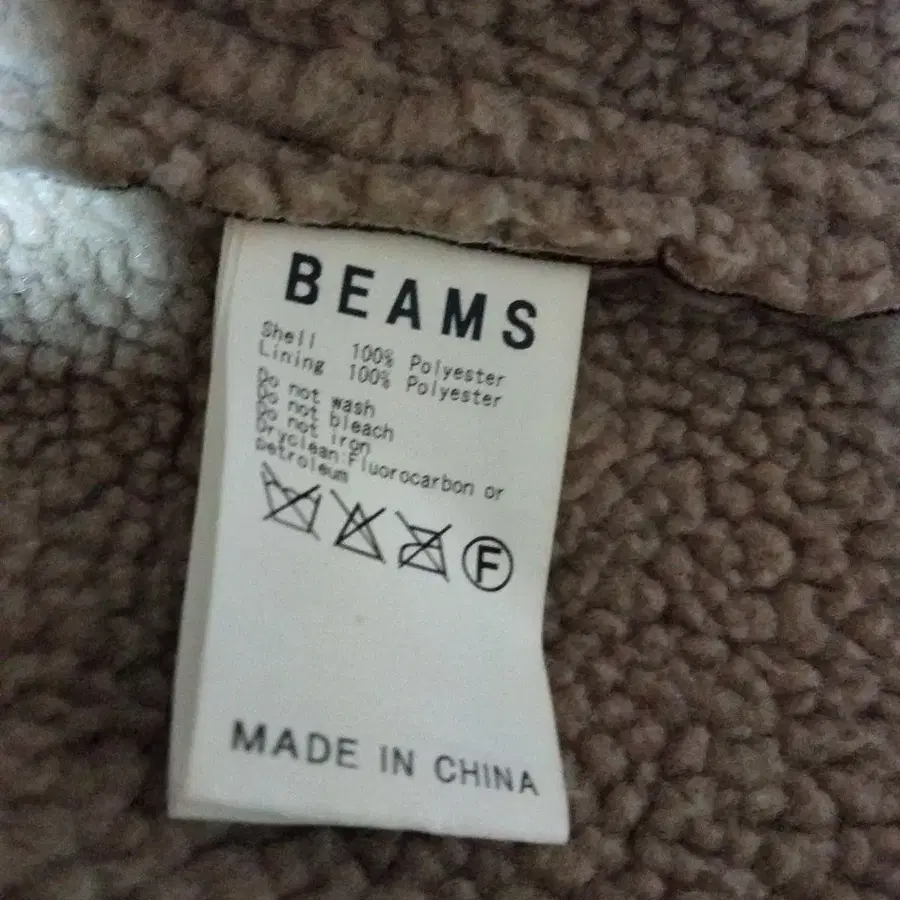 BEAMS
Shell 100% Polyester
Lining 100% Polyester
Do not wash
Do not bleach
Do not iron
Dryclean:Fluorocarbon or
petroleum
F
MADE IN CHINA